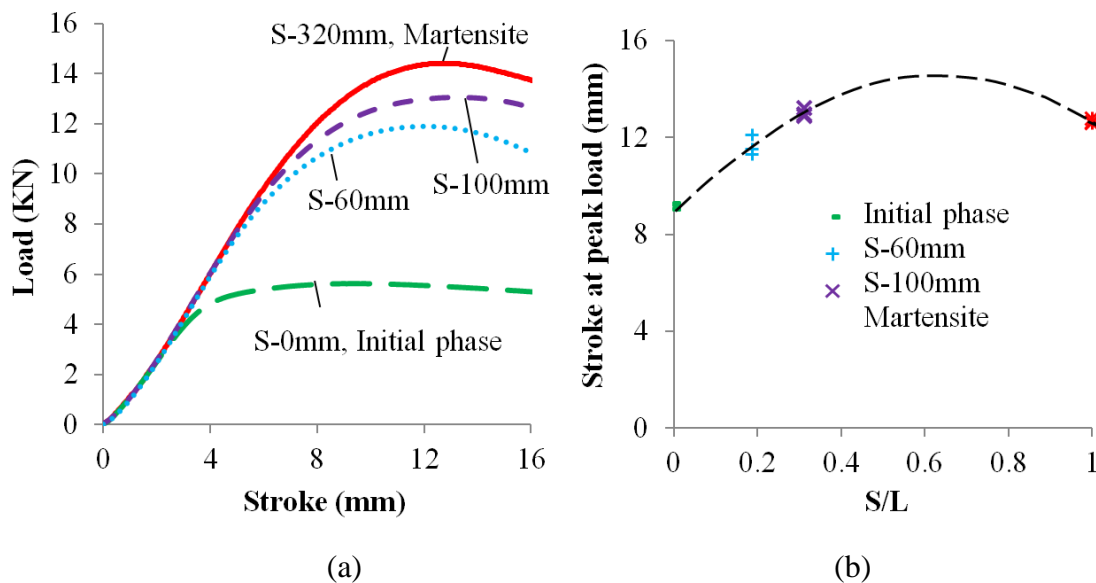 Load (KN)
16
14
12
10
8
6
4
2
0
S-320mm, Martensite
S-100mm
S-60mm
S-0mm, Initial phase
0 4 8 12 16
Stroke (mm)
(a)
Stroke at peak load (mm)
16
12
8
4
0
Initial phase
S-60mm
S-100mm
Martensite
0 0.2 0.4 0.6 0.8 1
S/L
(b)